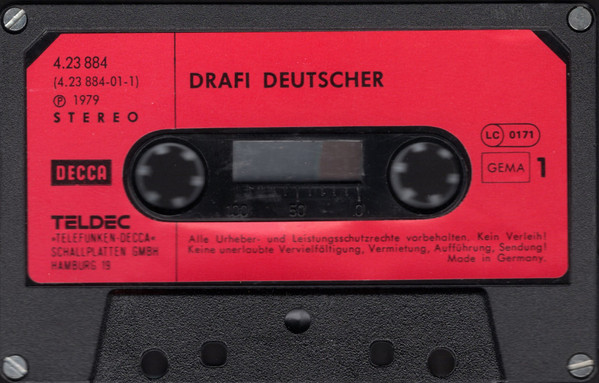 4.23 884
(4.23 884-01-1)
℗ 1979
STEREO
DRAFI DEUTSCHER
LC 0171
DECCA
GEMA 1
TELDEC
»TELEFUNKEN-DECCA«
SCHALLPLATTEN GMBH
HAMBURG 19
100 50 0
Alle Urheber- und Leistungsschutzrechte vorbehalten. Kein Verleih!
Keine unerlaubte Vervielfältigung, Vermietung, Aufführung, Sendung!
Made in Germany.